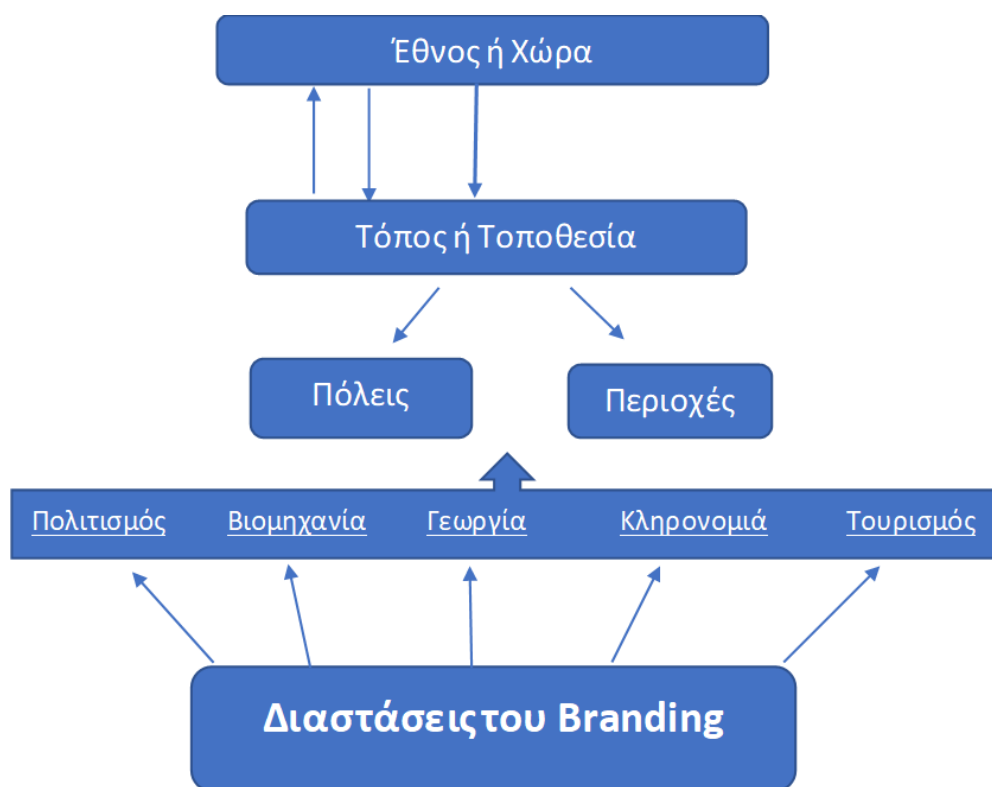 Έθνος ή Χώρα
Τόπος ή Τοποθεσία
Πόλεις
Περιοχές
Πολιτισμός Βιομηχανία Γεωργία Κληρονομιά Τουρισμός
Διαστάσεις του Branding